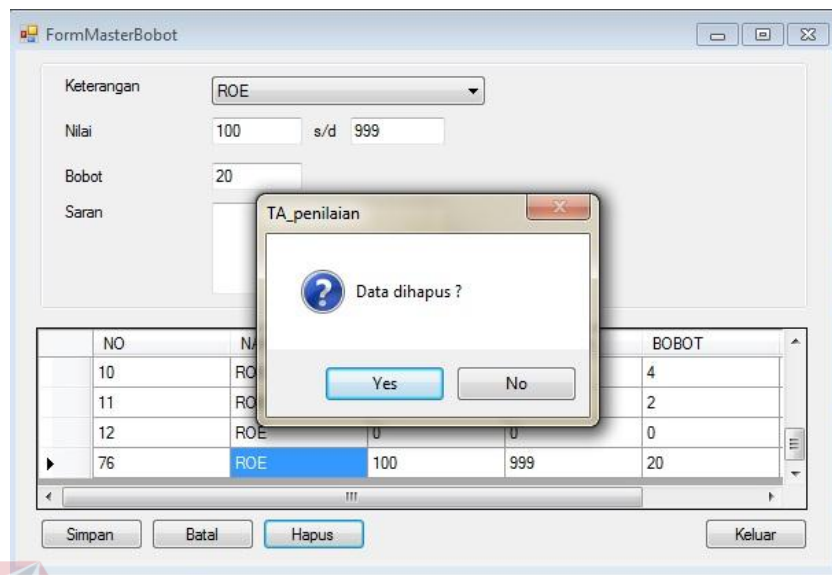 FormMasterBobot
Keterangan ROE
Nilai 100 s/d 999
Bobot 20
Saran
TA_penilaian
Data dihapus ?
Yes No
NO BOBOT
10 4
11 2
12 ROE 0 0 0
76 ROE 100 999 20
Simpan Batal Hapus Keluar